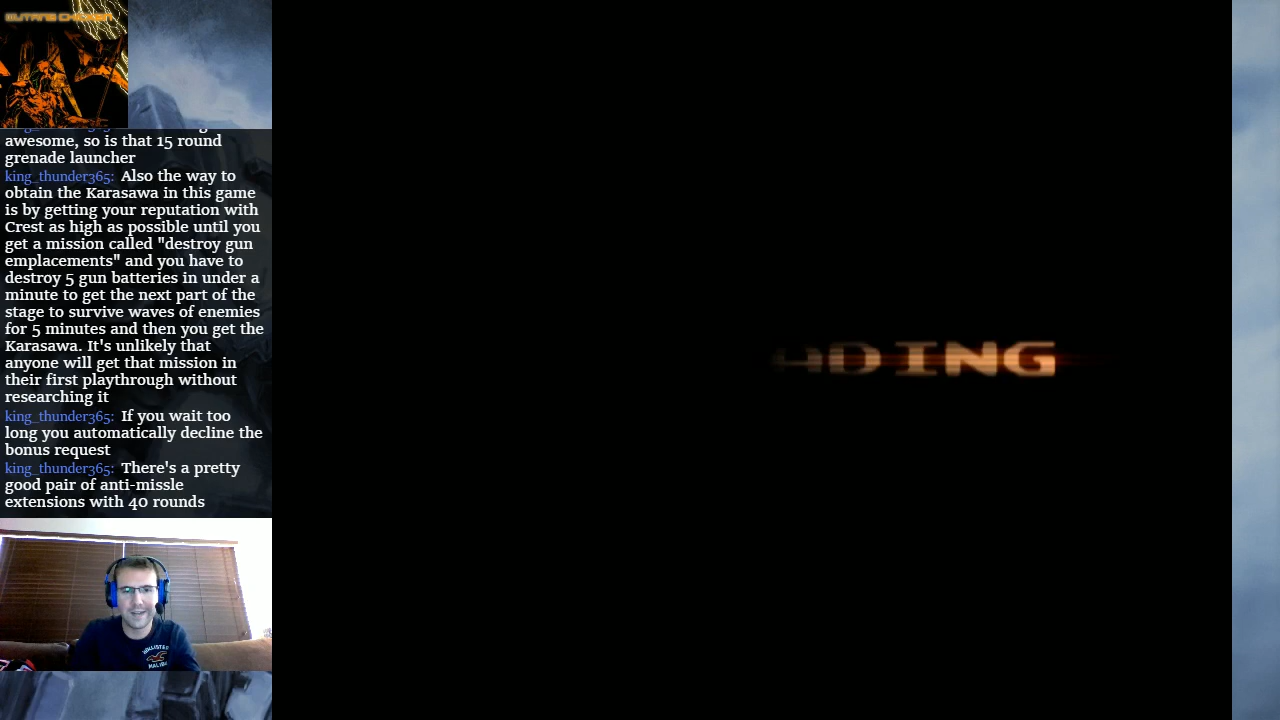 MUTANT CHICKEN
awesome, so is that 15 round
grenade launcher
king_thunder365: Also the way to
obtain the Karasawa in this game
is by getting your reputation with
Crest as high as possible until you
get a mission called "destroy gun
emplacements" and you have to
destroy 5 gun batteries in under a
minute to get the next part of the
stage to survive waves of enemies
for 5 minutes and then you get the
Karasawa. It's unlikely that
anyone will get that mission in
their first playthrough without
researching it
king_thunder365: If you wait too
long you automatically decline the
bonus request
king_thunder365: There's a pretty
good pair of anti-missle
extensions with 40 rounds
ADING
HOLLISTER